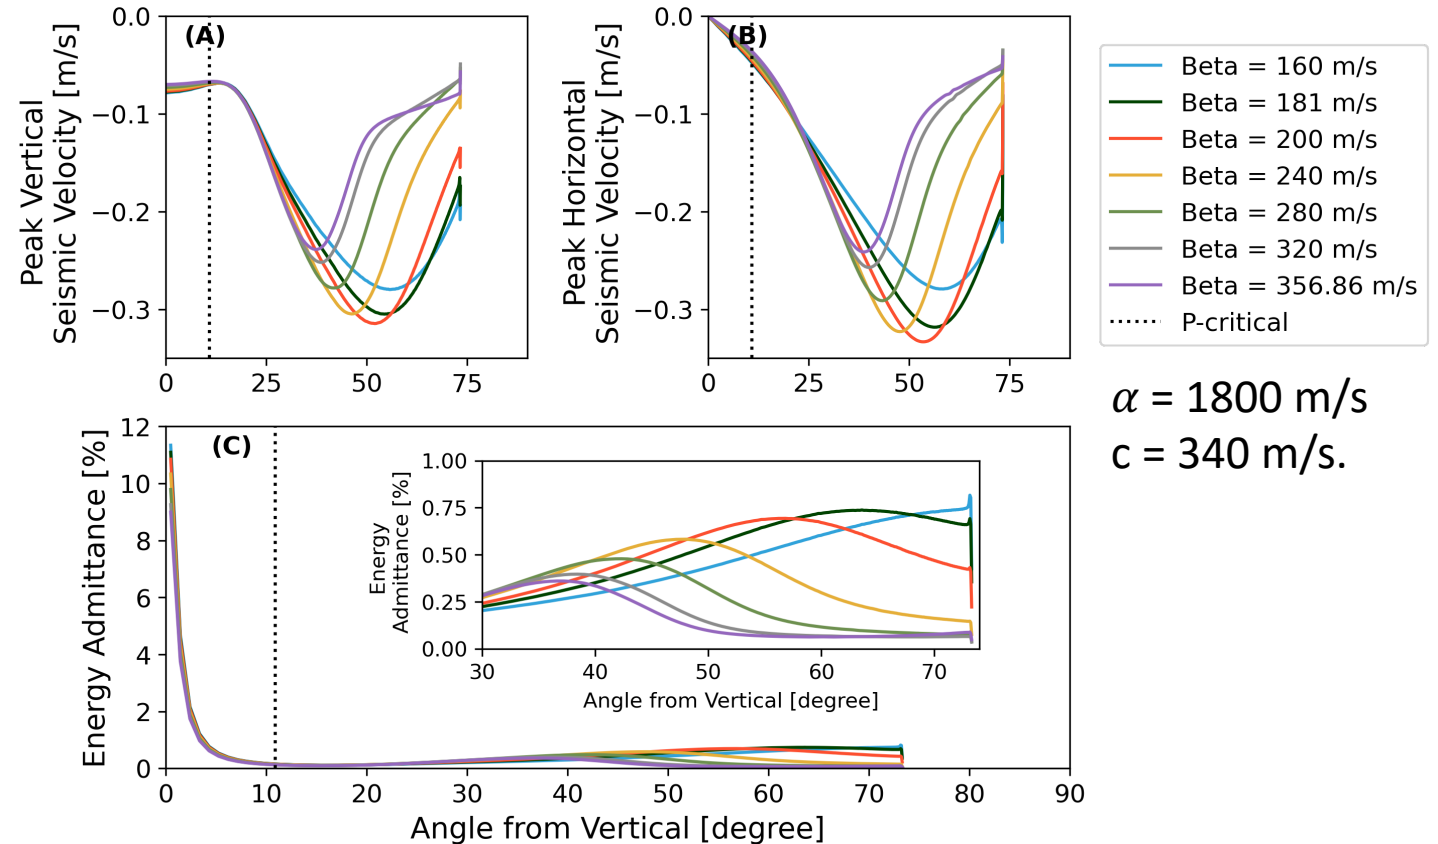 (A)
Peak Vertical
Seismic Velocity [m/s]
0.0
−0.1
−0.2
−0.3
0 25 50 75
(B)
Peak Horizontal
Seismic Velocity [m/s]
0.0
−0.1
−0.2
−0.3
0 25 50 75
Beta = 160 m/s
Beta = 181 m/s
Beta = 200 m/s
Beta = 240 m/s
Beta = 280 m/s
Beta = 320 m/s
Beta = 356.86 m/s
P-critical
α = 1800 m/s
c = 340 m/s.
(C)
Energy Admittance [%]
12
10
8
6
4
2
0
0 10 20 30 40 50 60 70 80 90
Angle from Vertical [degree]
Energy
Admittance [%]
1.00
0.75
0.50
0.25
0.00
30 40 50 60 70
Angle from Vertical [degree]